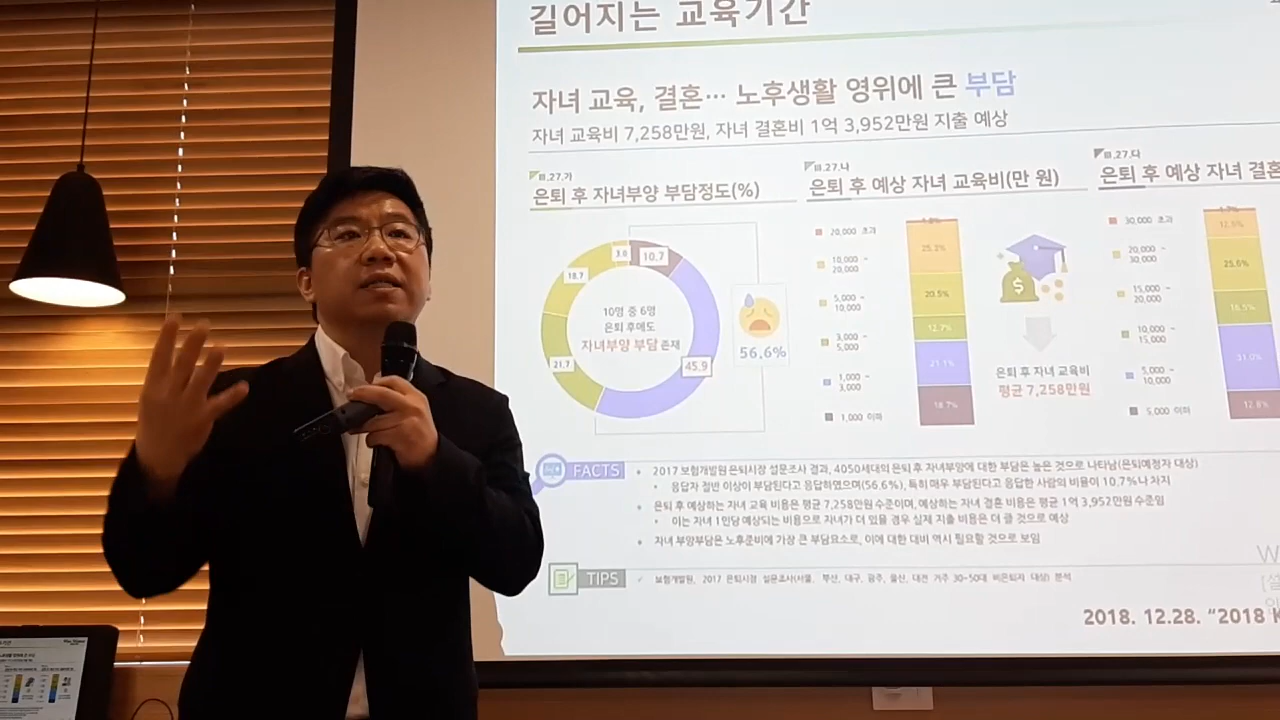 길어지는 교육기간
자녀 교육, 결혼… 노후생활 영위에 큰 부담
자녀 교육비 7,258만원, 자녀 결혼비 1억 3,952만원 지출 예상
Ⅲ.27.가
은퇴 후 자녀부양 부담정도(%)
3.0
10.7
18.7
10명 중 6명
은퇴 후에도
자녀부양 부담 존재
21.7
45.9
56.6%
Ⅲ.27.나
은퇴 후 예상 자녀 교육비(만 원)
20,000 초과
10,000 ~
20,000
5,000 ~
10,000
3,000 ~
5,000
1,000 ~
3,000
1,000 이하
25.2%
20.5%
12.7%
21.1%
18.7%
은퇴 후 자녀 교육비
평균 7,258만원
Ⅲ.27.다
은퇴 후 예상 자녀 결혼
30,000 초과
20,000 ~
30,000
15,000 ~
20,000
10,000 ~
15,000
5,000 ~
10,000
5,000 이하
12.5%
25.6%
16.5%
31.0%
12.8%
FACTS
• 2017 보험개발원 은퇴시장 설문조사 결과, 4050세대의 은퇴 후 자녀부양에 대한 부담은 높은 것으로 나타남(은퇴예정자 대상)
• 응답자 절반 이상이 부담된다고 응답하였으며(56.6%), 특히 매우 부담된다고 응답한 사람의 비율이 10.7%나 차지
• 은퇴 후 예상하는 자녀 교육 비용은 평균 7,258만원 수준이며, 예상하는 자녀 결혼 비용은 평균 1억 3,952만원 수준임
• 이는 자녀 1인당 예상되는 비용으로 자녀가 더 있을 경우 실제 지출 비용은 더 클 것으로 예상
• 자녀 부양부담은 노후준비에 가장 큰 부담요소로, 이에 대한 대비 역시 필요할 것으로 보임
TIPS
✓ 보험개발원, 2017 은퇴시장 설문조사(서울, 부산, 대구, 광주, 울산, 대전 거주 30~50대 비은퇴자 대상) 분석
2018. 12. 28. “2018 K